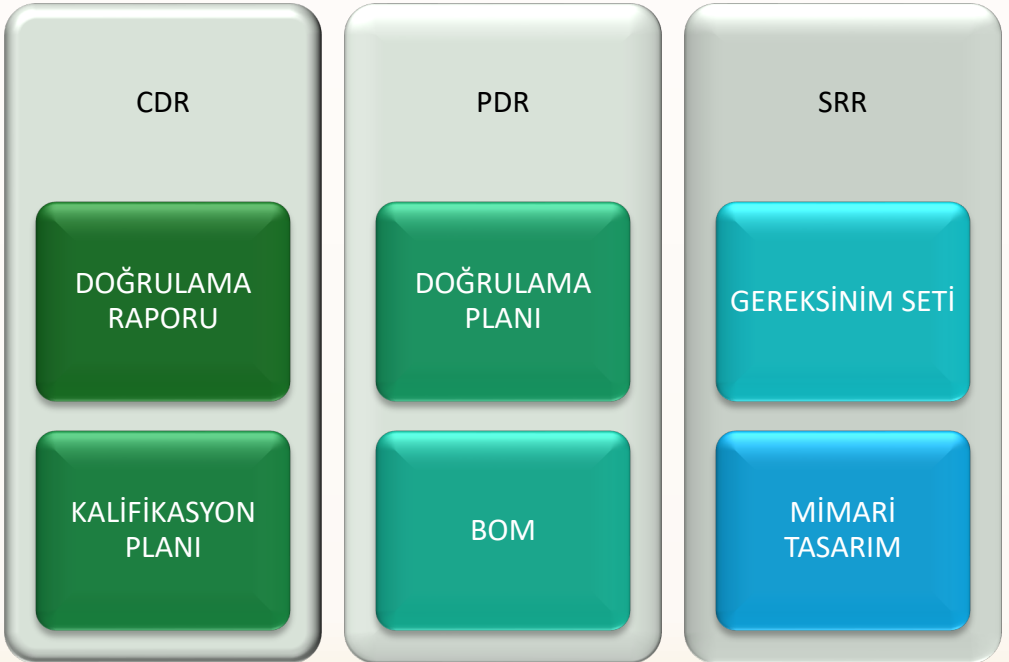 CDR
DOĞRULAMA
RAPORU
KALİFİKASYON
PLANI
PDR
DOĞRULAMA
PLANI
BOM
SRR
GEREKSİNİM SETİ
MİMARİ
TASARIM